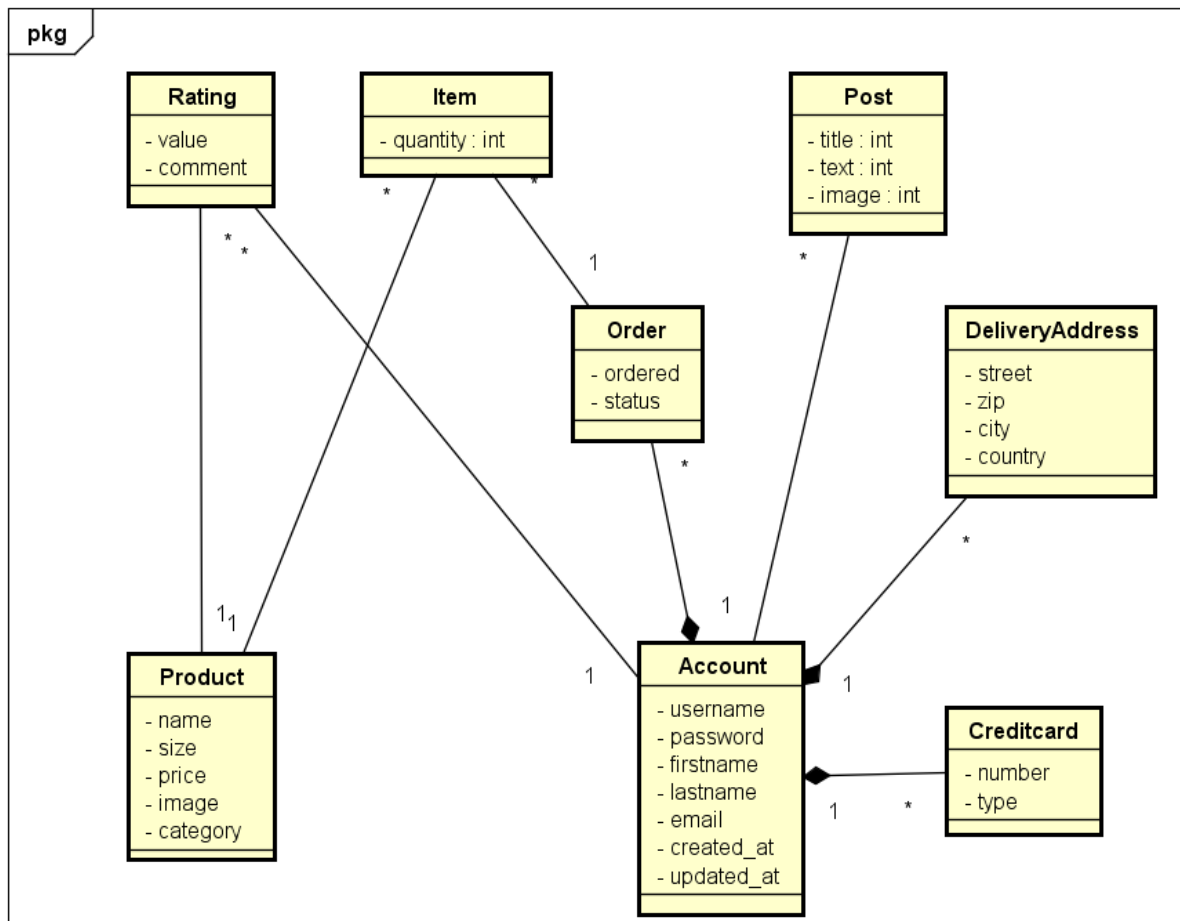 pkg
Rating
- value
- comment
Item
- quantity : int
Post
- title : int
- text : int
- image : int
*
*
*
*
*
1
Order
- ordered
- status
*
DeliveryAddress
- street
- zip
- city
- country
*
1
1
1
1
Product
- name
- size
- price
- image
- category
Account
- username
- password
- firstname
- lastname
- email
- created_at
- updated_at
1
1
*
Creditcard
- number
- type